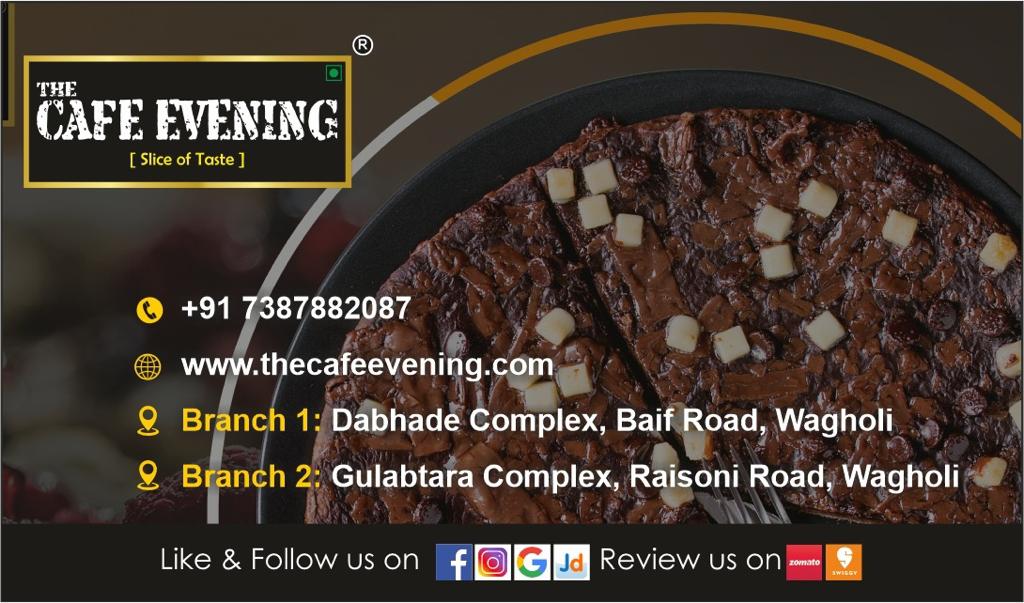 ®
THE
CAFE EVENING
[ Slice of Taste ]
+91 7387882087
www.thecafeevening.com
Branch 1: Dabhade Complex, Baif Road, Wagholi
Branch 2: Gulabtara Complex, Raisoni Road, Wagholi
Like & Follow us on f G Jd Review us on zomato SWIGGY